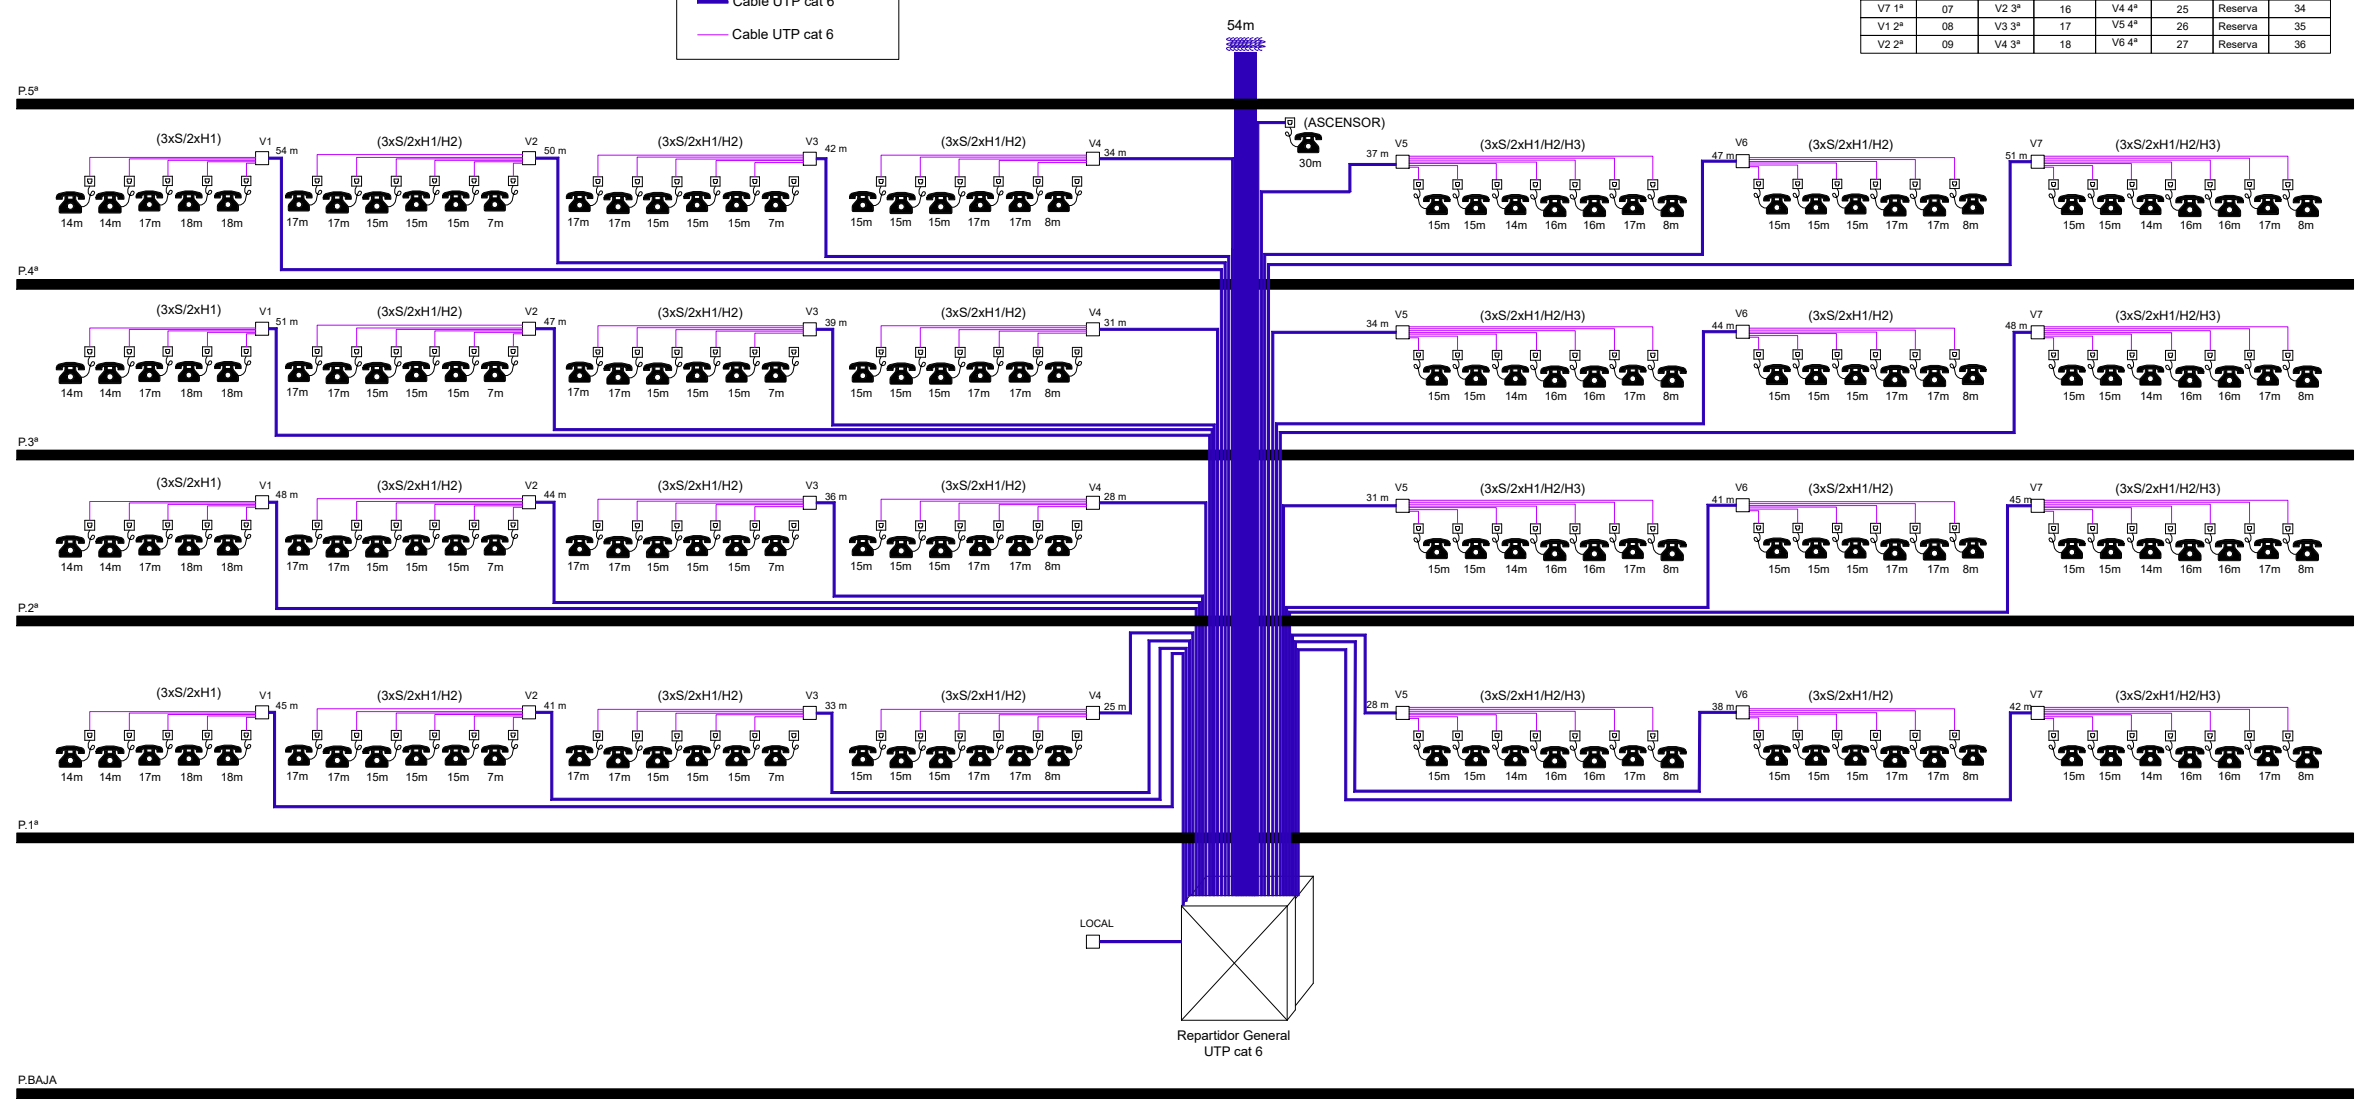 Cable UTP cat 6
Cable UTP cat 6
54m
V7 1ª 07 V2 3ª 16 V4 4ª 25 Reserva 34
V1 2ª 08 V3 3ª 17 V5 4ª 26 Reserva 35
V2 2ª 09 V4 3ª 18 V6 4ª 27 Reserva 36
P.5ª
(ASCENSOR)
30m
(3xS/2xH1) V1 (3xS/2xH1/H2) V2 (3xS/2xH1/H2) V3 (3xS/2xH1/H2) V4 V5 (3xS/2xH1/H2/H3) V6 (3xS/2xH1/H2) V7 (3xS/2xH1/H2/H3)
54 m 50 m 42 m 34 m 37 m 47 m 51 m
14m 14m 17m 18m 18m 17m 17m 15m 15m 15m 7m 17m 17m 15m 15m 15m 7m 15m 15m 15m 17m 17m 8m 15m 15m 14m 16m 16m 17m 8m 15m 15m 15m 17m 17m 8m 15m 15m 14m 16m 16m 17m 8m
P.4ª
(3xS/2xH1) V1 (3xS/2xH1/H2) V2 (3xS/2xH1/H2) V3 (3xS/2xH1/H2) V4 V5 (3xS/2xH1/H2/H3) V6 (3xS/2xH1/H2) V7 (3xS/2xH1/H2/H3)
51 m 47 m 39 m 31 m 34 m 44 m 48 m
14m 14m 17m 18m 18m 17m 17m 15m 15m 15m 7m 17m 17m 15m 15m 15m 7m 15m 15m 15m 17m 17m 8m 15m 15m 14m 16m 16m 17m 8m 15m 15m 15m 17m 17m 8m 15m 15m 14m 16m 16m 17m 8m
P.3ª
(3xS/2xH1) V1 (3xS/2xH1/H2) V2 (3xS/2xH1/H2) V3 (3xS/2xH1/H2) V4 V5 (3xS/2xH1/H2/H3) V6 (3xS/2xH1/H2) V7 (3xS/2xH1/H2/H3)
48 m 44 m 36 m 28 m 31 m 41 m 45 m
14m 14m 17m 18m 18m 17m 17m 15m 15m 15m 7m 17m 17m 15m 15m 15m 7m 15m 15m 15m 17m 17m 8m 15m 15m 14m 16m 16m 17m 8m 15m 15m 15m 17m 17m 8m 15m 15m 14m 16m 16m 17m 8m
P.2ª
(3xS/2xH1) V1 (3xS/2xH1/H2) V2 (3xS/2xH1/H2) V3 (3xS/2xH1/H2) V4 V5 (3xS/2xH1/H2/H3) V6 (3xS/2xH1/H2) V7 (3xS/2xH1/H2/H3)
45 m 41 m 33 m 25 m 28 m 38 m 42 m
14m 14m 17m 18m 18m 17m 17m 15m 15m 15m 7m 17m 17m 15m 15m 15m 7m 15m 15m 15m 17m 17m 8m 15m 15m 14m 16m 16m 17m 8m 15m 15m 15m 17m 17m 8m 15m 15m 14m 16m 16m 17m 8m
P.1ª
LOCAL
Repartidor General
UTP cat 6
P.BAJA